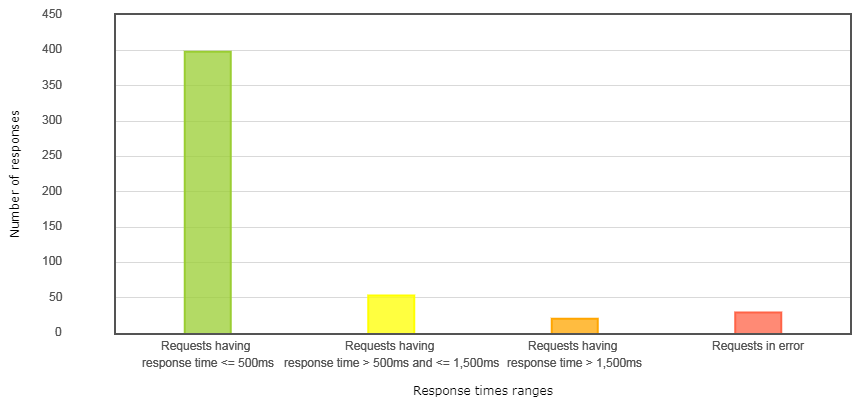 Number of responses
450
400
350
300
250
200
150
100
50
0
Requests having
response time <= 500ms
Requests having
response time > 500ms and <= 1,500ms
Requests having
response time > 1,500ms
Requests in error
Response times ranges